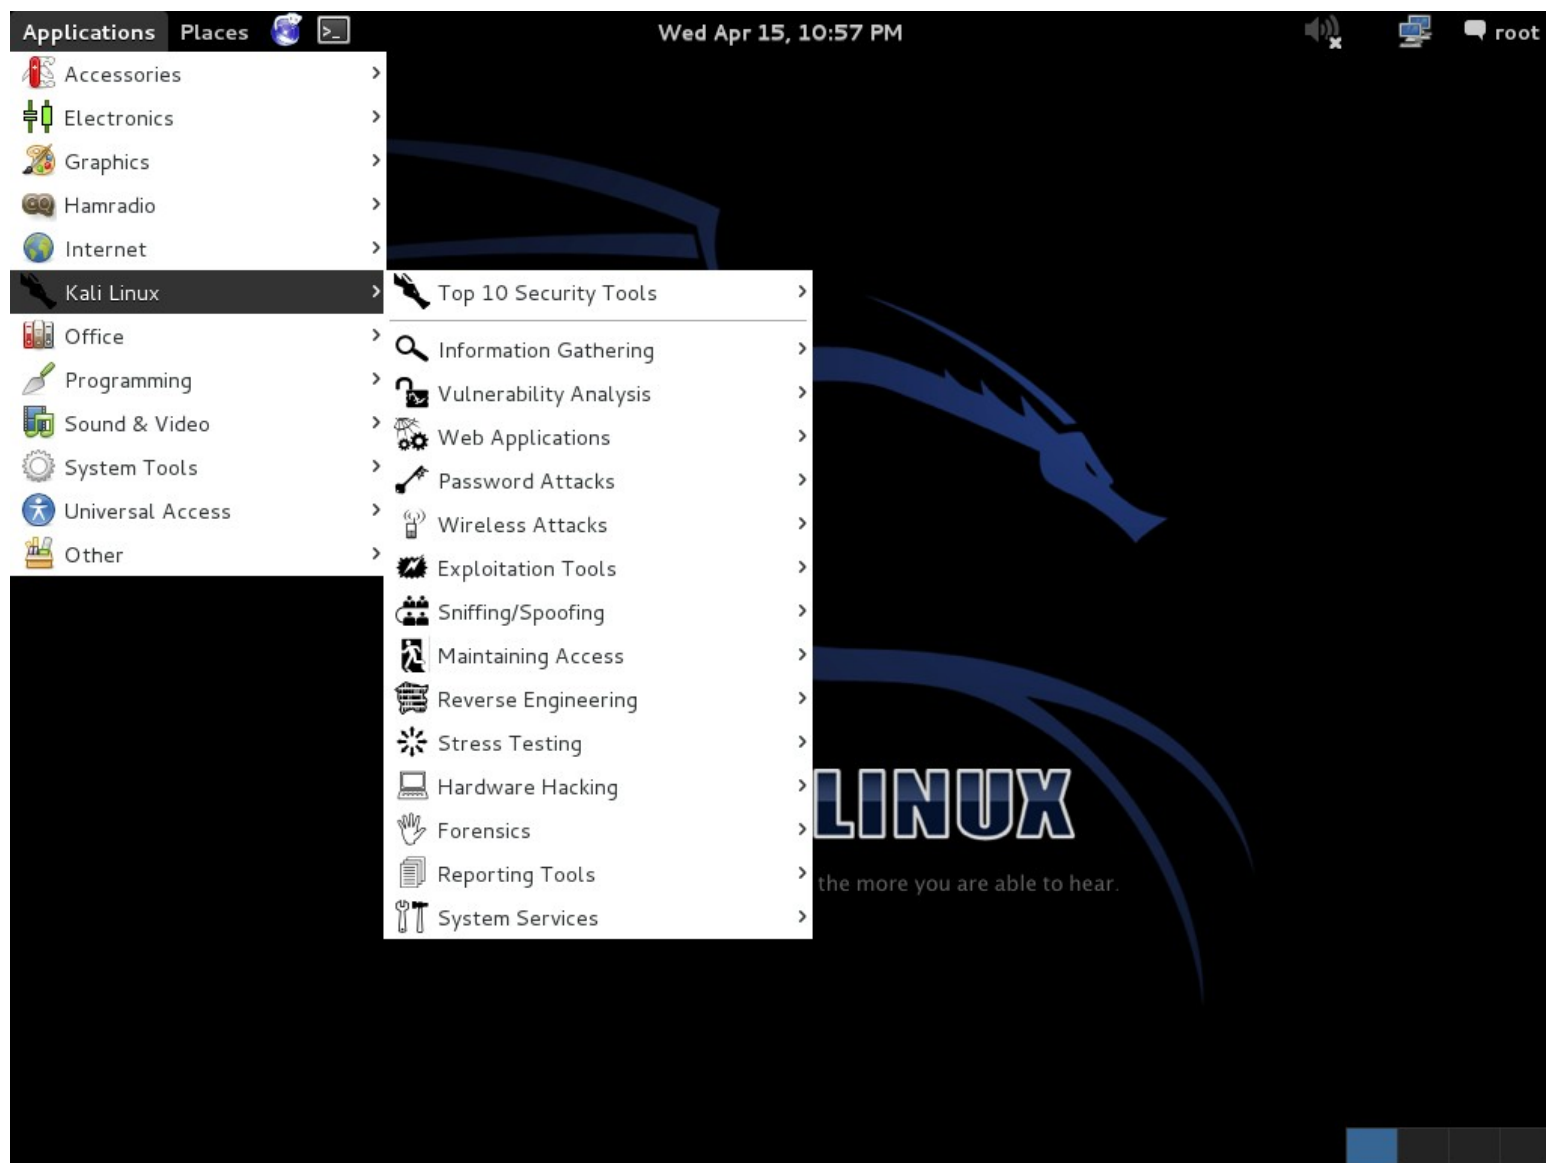 Applications Places Wed Apr 15, 10:57 PM root
Accessories
Electronics
Graphics
Hamradio
Internet
Kali Linux
Office
Programming
Sound & Video
System Tools
Universal Access
Other
Top 10 Security Tools
Information Gathering
Vulnerability Analysis
Web Applications
Password Attacks
Wireless Attacks
Exploitation Tools
Sniffing/Spoofing
Maintaining Access
Reverse Engineering
Stress Testing
Hardware Hacking
Forensics
Reporting Tools
System Services
LINUX
the more you are able to hear.